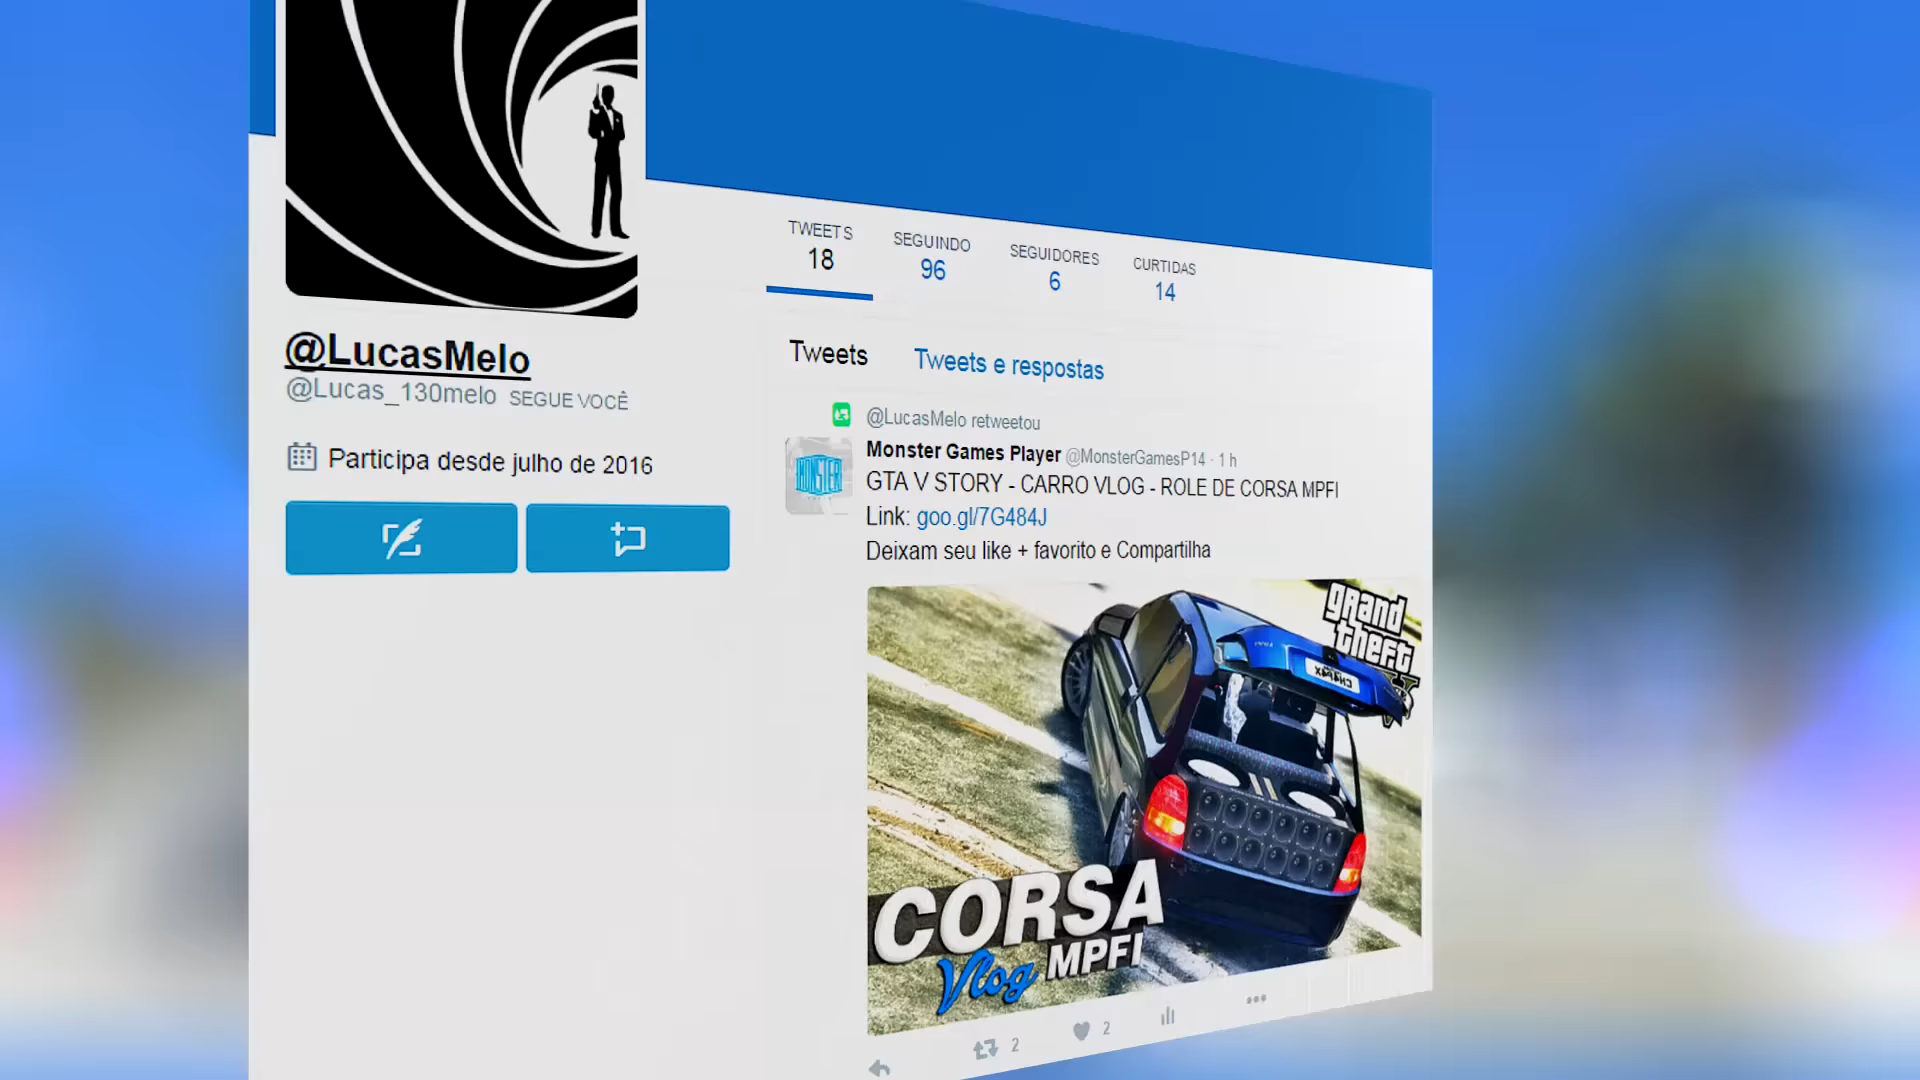 TWEETS
18
SEGUINDO
96
SEGUIDORES
6
CURTIDAS
14
@LucasMelo
@Lucas_130melo SEGUE VOCÊ
Participa desde julho de 2016
Tweets
Tweets e respostas
@LucasMelo retweetou
MONSTER
Monster Games Player @MonsterGamesP14 · 1 h
GTA V STORY - CARRO VLOG - ROLE DE CORSA MPFI
Link: goo.gl/7G484J
Deixam seu like + favorito e Compartilha
grand
theft
V
CORSA
Vlog MPFI
2
2